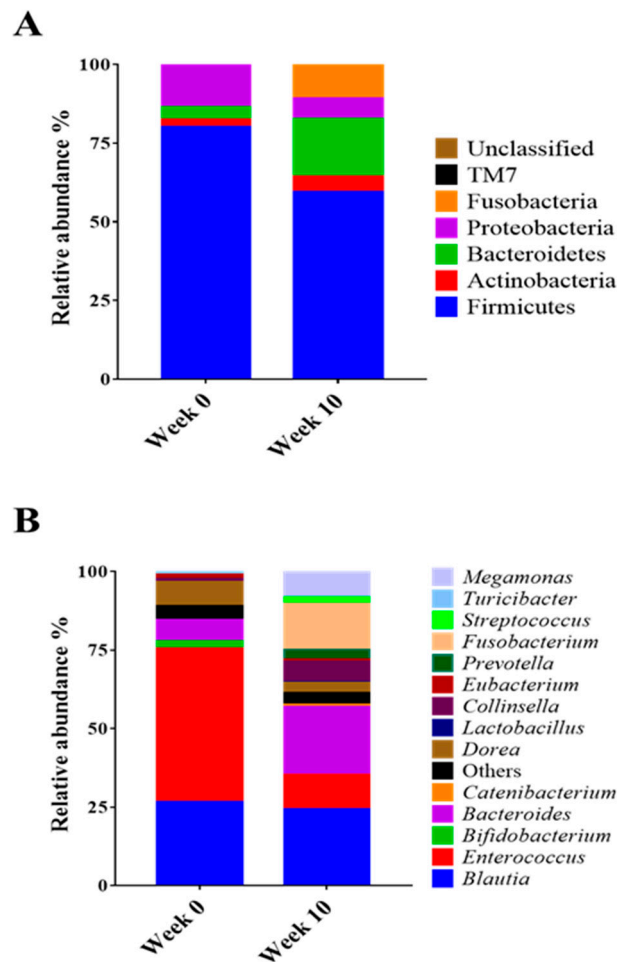 A
Relative abundance %
100
75
50
25
0
Week 0
Week 10
Unclassified
TM7
Fusobacteria
Proteobacteria
Bacteroidetes
Actinobacteria
Firmicutes
B
Relative abundance %
100
75
50
25
0
Week 0
Week 10
Megamonas
Turicibacter
Streptococcus
Fusobacterium
Prevotella
Eubacterium
Collinsella
Lactobacillus
Dorea
Others
Catenibacterium
Bacteroides
Bifidobacterium
Enterococcus
Blautia